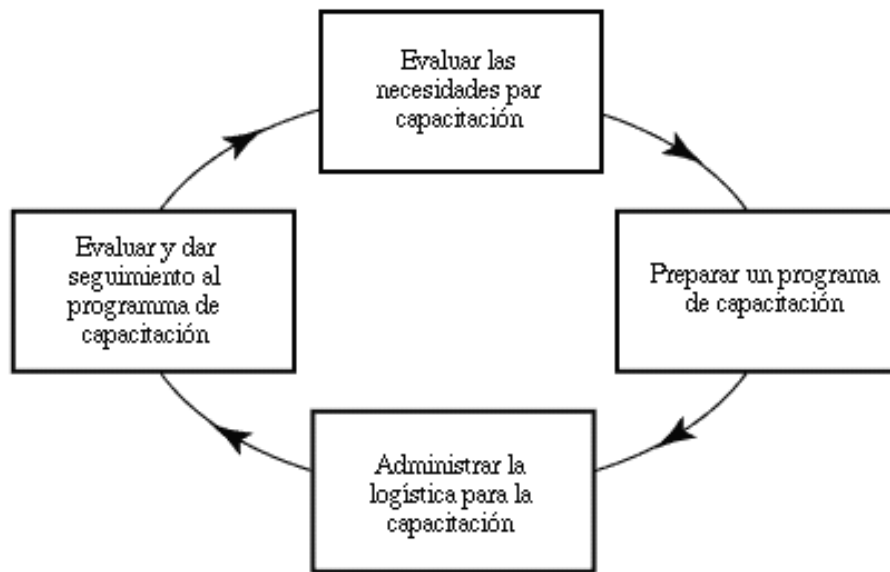 Evaluar las
necesidades par
capacitación
Preparar un programa
de capacitación
Administrar la
logística para la
capacitación
Evaluar y dar
seguimiento al
programma de
capacitación